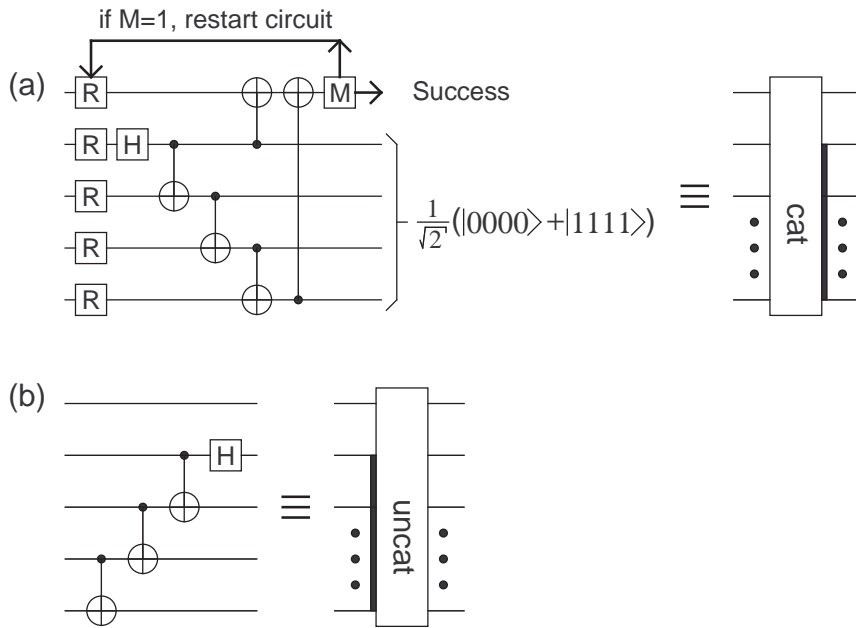 if M=1, restart circuit
(a) R M Success
R H
R
R
R
1/√2 (|0000⟩+|1111⟩)
≡
cat
(b)
H
≡
uncat